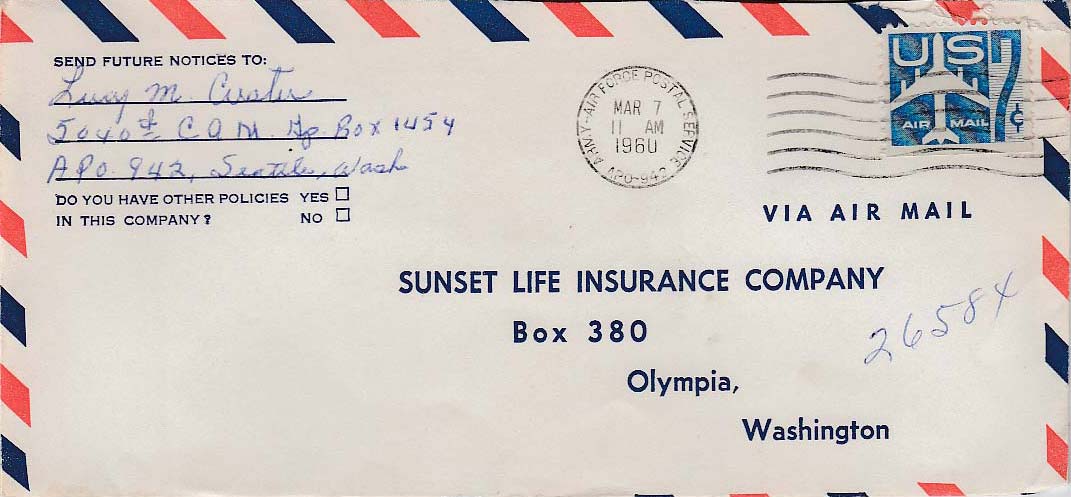 SEND FUTURE NOTICES TO:
Lucy M.
5040th C A M. Gp. Box 1454
APO 942, Seattle, Wash
DO YOU HAVE OTHER POLICIES YES
IN THIS COMPANY? NO
ARMY-AIR FORCE POSTAL SERVICE
MAR 7
11 AM
1960
APO-942
US 7¢
AIR MAIL
VIA AIR MAIL
SUNSET LIFE INSURANCE COMPANY
Box 380
Olympia,
Washington
26584